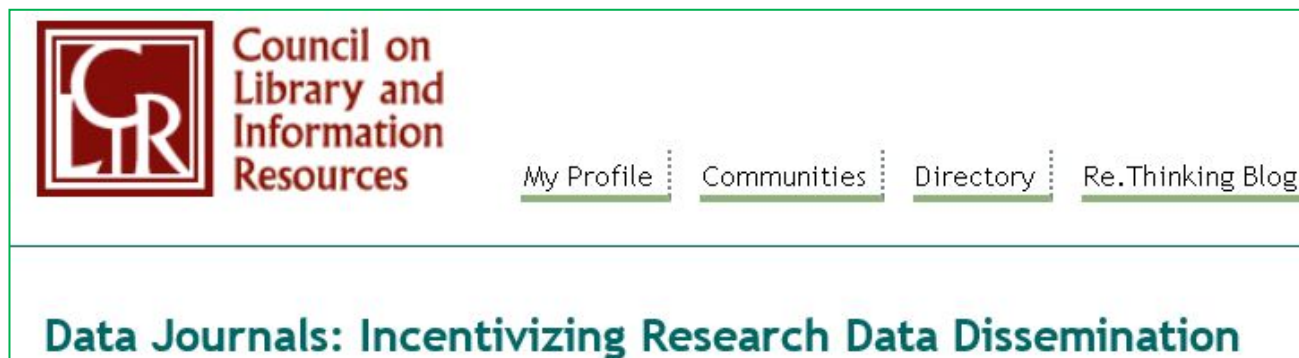 CLIR
Council on
Library and
Information
Resources
My Profile
Communities
Directory
Re.Thinking Blog
Data Journals: Incentivizing Research Data Dissemination